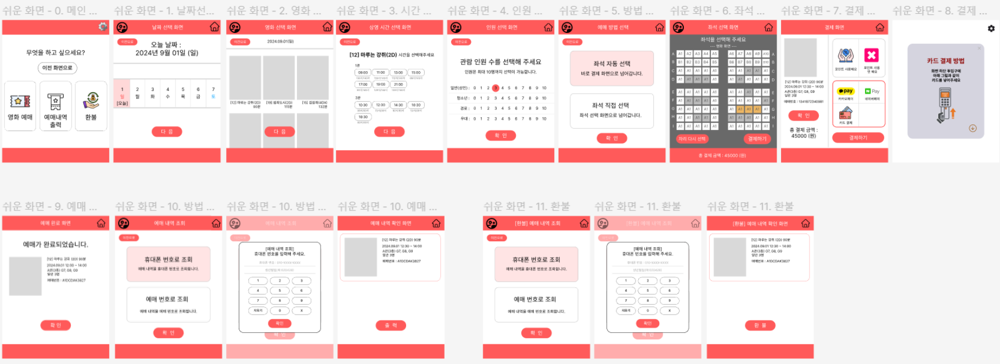 쉬운 화면 - 0. 메인 ...
무엇을 하고 싶으세요?
이전 화면으로
영화 예매
예매내역
출력
환불
쉬운 화면 - 1. 날짜선...
날짜 선택 화면
이전으로
오늘 날짜 :
2024년 9월 01일 (일)
1 2 3 4 5 6 7
일 월 화 수 목 금 토
[오늘]
다 음
쉬운 화면 - 2. 영화 ...
영화 선택 화면
이전으로
2024.09.01(일)
[12] 마루는 강쥐(2D)
90분
[19] 범죄도시(2D)
115분
132분
다 음
쉬운 화면 - 3. 시간 ...
상영 시간 선택 화면
이전으로
[12] 마루는 강쥐(2D) 시간을 선택해주세요
1관
09:00 11:00 13:00 15:00
17:00 19:00 21:00
3관
10:30 12:30 14:30 16:30
18:30
다 음
쉬운 화면 - 4. 인원 ...
인원 선택 화면
이전으로
관람 인원 수를 선택해 주세요
인원은 최대 10명까지 선택이 가능합니다.
일반(성인) : 0 1 2 3 4 5 6 7 8 9 10
청소년 : 0 1 2 3 4 5 6 7 8 9 10
경로 : 0 1 2 3 4 5 6 7 8 9 10
우대 : 0 1 2 3 4 5 6 7 8 9 10
확 인
쉬운 화면 - 5. 방법 ...
예매 방법 선택
이전으로
좌석 자동 선택
바로 결제 화면으로 넘어갑니다.
좌석 직접 선택
좌석 선택 화면으로 넘어갑니다.
확 인
쉬운 화면 - 6. 좌석 ...
좌석 선택 화면
좌석을 선택해 주세요
--- 영화 화면 ---
A A1 A2 A3 A4 A5 A6 A7 A8 A9 A10 A
B B1 B2 B3 B4 B5 B6 B7 B8 B9 B10 B
C A1 A1 A1 A1 A1 A1 A1 A1 A1 A1 C
D A1 A1 A1 A1 A1 A1 A1 A1 A1 A1 D
E A1 A1 A1 A1 A1 A1 A1 A1 A1 A1 E
F A1 A1 A1 A1 A1 A1 A1 A1 A1 A1 F
G A1 A1 A1 A1 A1 A1 A1 A1 A1 A1 G
H A1 A1 A1 A1 A1 A1 A1 A1 A1 A1 H
I A1 A1 A1 A1 A1 A1 A1 A1 A1 A1 I
자리 다시 선택
결제하기
총 결제 금액 : 45000 (원)
쉬운 화면 - 7. 결제 ...
결제 화면
[12] 마루는 강쥐(2D) 90분
2024.09.01 12:30 ~ 14:00
A관(3층) G7, G8, G9
일반 3명
예매번호 : 1341872340981
확 인
총 결제 금액 :
45000 (원)
포인트 사용해요
포인트 사용
안 해요
pay
카카오페이
N Pay
네이버페이
카드 결제
결제하기
쉬운 화면 - 8. 결제 ...
카드 결제 방법
화면 하단 투입구에
아래 그림과 같이
카드를 넣어주세요
쉬운 화면 - 9. 예매 ...
예매 완료 화면
예매가 완료되었습니다.
[12] 마루는 강쥐 (2D) 90분
2024.09.01 12:30 ~ 14:00
A관(3층) G7, G8, G9
일반 3명
예매번호 : A1DCDAK3827
확 인
쉬운 화면 - 10. 방법 ...
예매 내역 조회
이전으로
휴대폰 번호로 조회
예매 내역을 휴대폰 번호로 조회합니다.
예매 번호로 조회
예매 내역을 예매 번호로 조회합니다.
확 인
쉬운 화면 - 10. 방법 ...
예매 내역 조회
이전으로
[예매 내역 조회]
휴대폰 번호를 입력해 주세요.
휴대폰 번호 : 010-XXXX-XXXX
생년월일(예:020428)
1 2 3
4 5 6
7 8 9
지우기 0 X
확인
확 인
쉬운 화면 - 10. 예매 ...
예매 내역 확인 화면
[12] 마루는 강쥐 (2D) 90분
2024.09.01 12:30 ~ 14:00
A관(3층) G7, G8, G9
일반 3명
예매번호 : A1DCDAK3827
출 력
쉬운 화면 - 11. 환불
[환불] 예매 내역 조회
이전으로
휴대폰 번호로 조회
예매 내역을 휴대폰 번호로 조회합니다.
예매 번호로 조회
예매 내역을 예매 번호로 조회합니다.
확 인
쉬운 화면 - 11. 환불
[환불] 예매 내역 조회
이전으로
[예매 내역 조회]
휴대폰 번호를 입력해 주세요.
휴대폰 번호 : 010-XXXX-XXXX
생년월일(예:020428)
1 2 3
4 5 6
7 8 9
지우기 0 X
확인
확 인
쉬운 화면 - 11. 환불
[환불] 예매 내역 확인 화면
[12] 마루는 강쥐 (2D) 90분
2024.09.01 12:30 ~ 14:00
A관(3층) G7, G8, G9
일반 3명
예매번호 : A1DCDAK3827
환 불